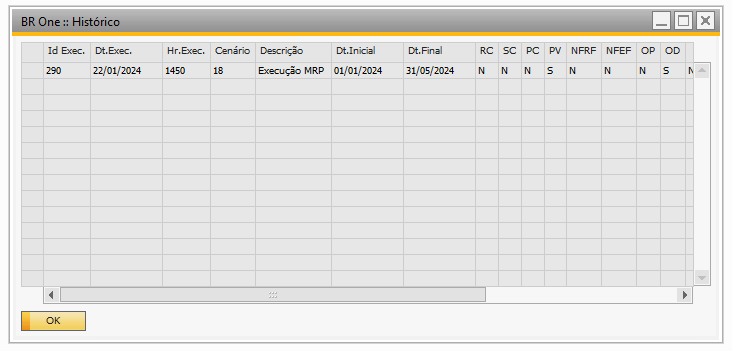 BR One :: Histórico
Id Exec. Dt.Exec. Hr.Exec. Cenário Descrição Dt.Inicial Dt.Final RC SC PC PV NFRF NFEF OP OD
290 22/01/2024 1450 18 Execução MRP 01/01/2024 31/05/2024 N N N S N N N S N
OK